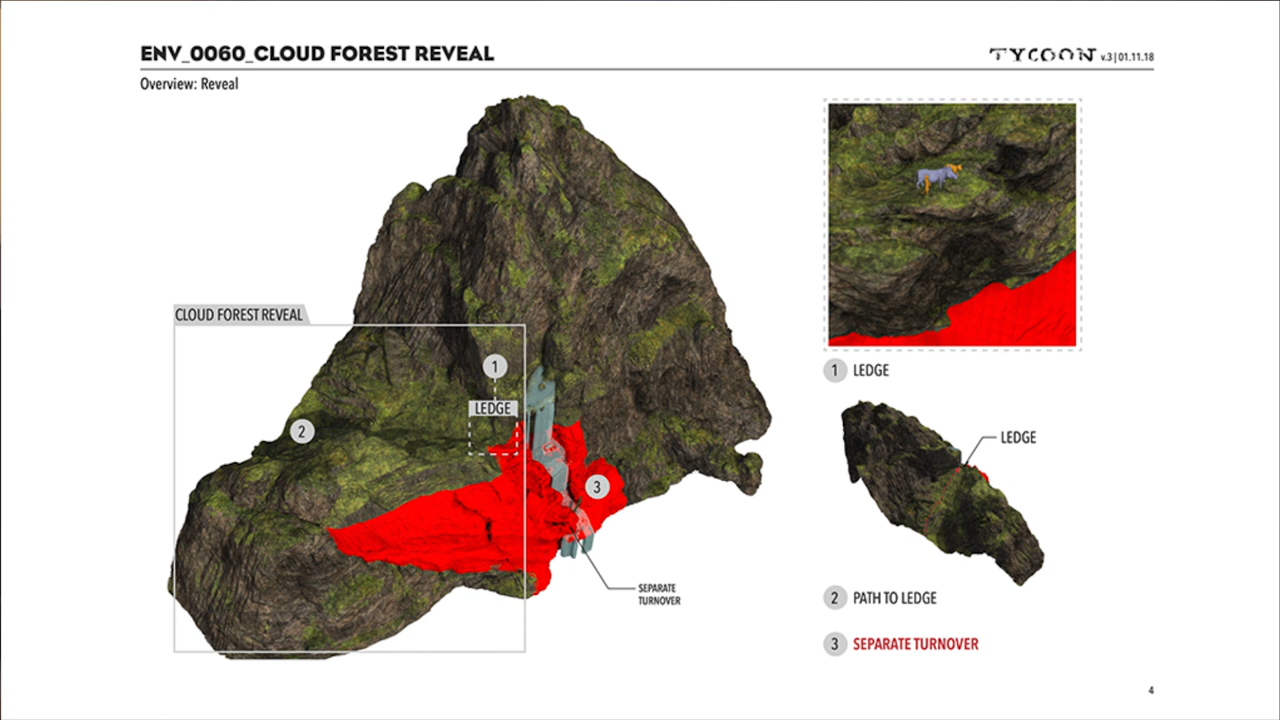 ENV_0060_CLOUD FOREST REVEAL
TYCOON v.3 | 01.11.18
Overview: Reveal
CLOUD FOREST REVEAL
1
LEDGE
2
3
SEPARATE
TURNOVER
1 LEDGE
LEDGE
2 PATH TO LEDGE
3 SEPARATE TURNOVER
4